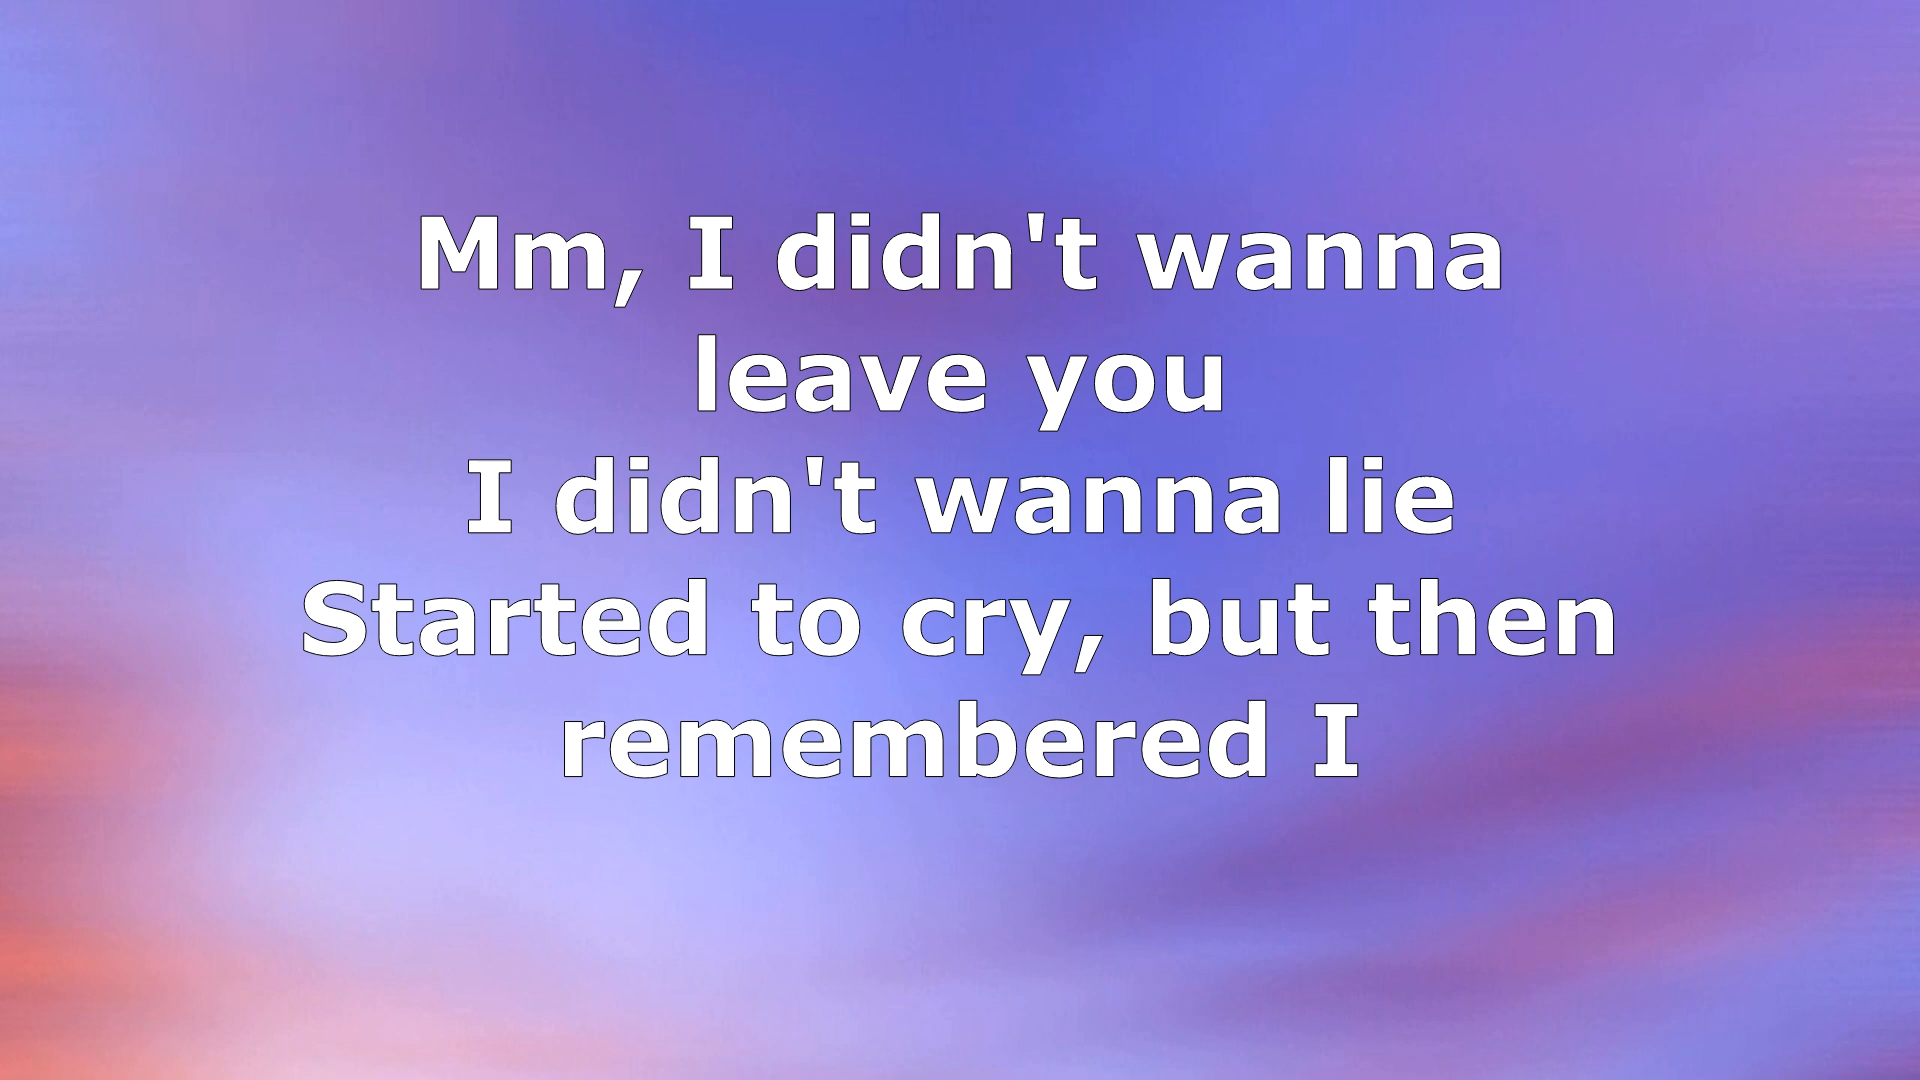 Mm, I didn't wanna
leave you
I didn't wanna lie
Started to cry, but then
remembered I